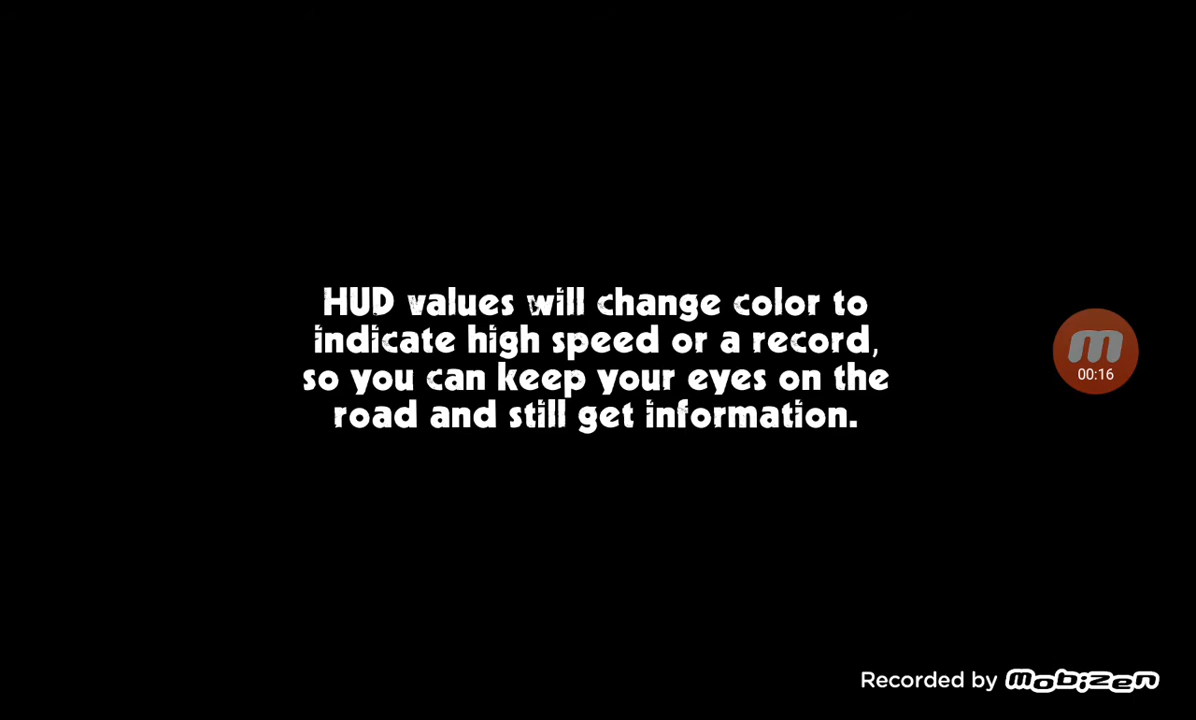 HUD values will change color to
indicate high speed or a record,
so you can keep your eyes on the
road and still get information.
m
00:16
Recorded by mobizen